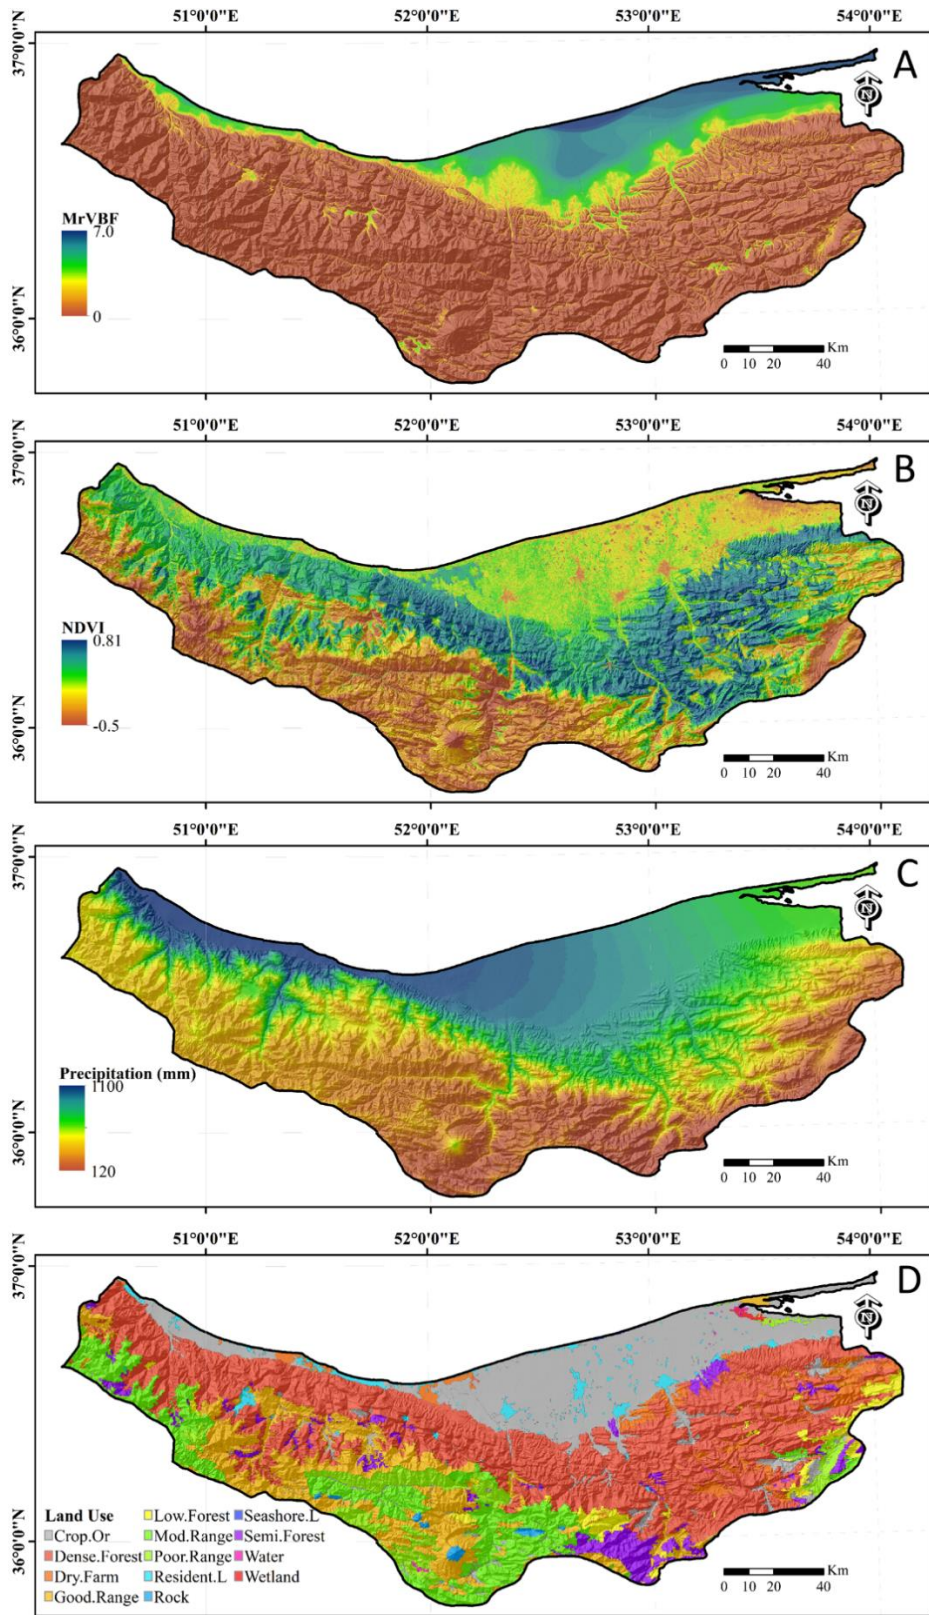 51°0'0"E 52°0'0"E 53°0'0"E 54°0'0"E
37°0'0"N
A
N
MrVBF
7.0
0
36°0'0"N
Km
0 10 20 40
51°0'0"E 52°0'0"E 53°0'0"E 54°0'0"E
37°0'0"N
B
N
NDVI
0.81
-0.5
36°0'0"N
Km
0 10 20 40
51°0'0"E 52°0'0"E 53°0'0"E 54°0'0"E
37°0'0"N
C
N
Precipitation (mm)
1100
120
36°0'0"N
Km
0 10 20 40
51°0'0"E 52°0'0"E 53°0'0"E 54°0'0"E
37°0'0"N
D
N
36°0'0"N
Land Use Low.Forest Seashore.L
Crop.Or Mod.Range Semi.Forest
Dense.Forest Poor.Range Water
Dry.Farm Resident.L Wetland
Good.Range Rock
Km
0 10 20 40